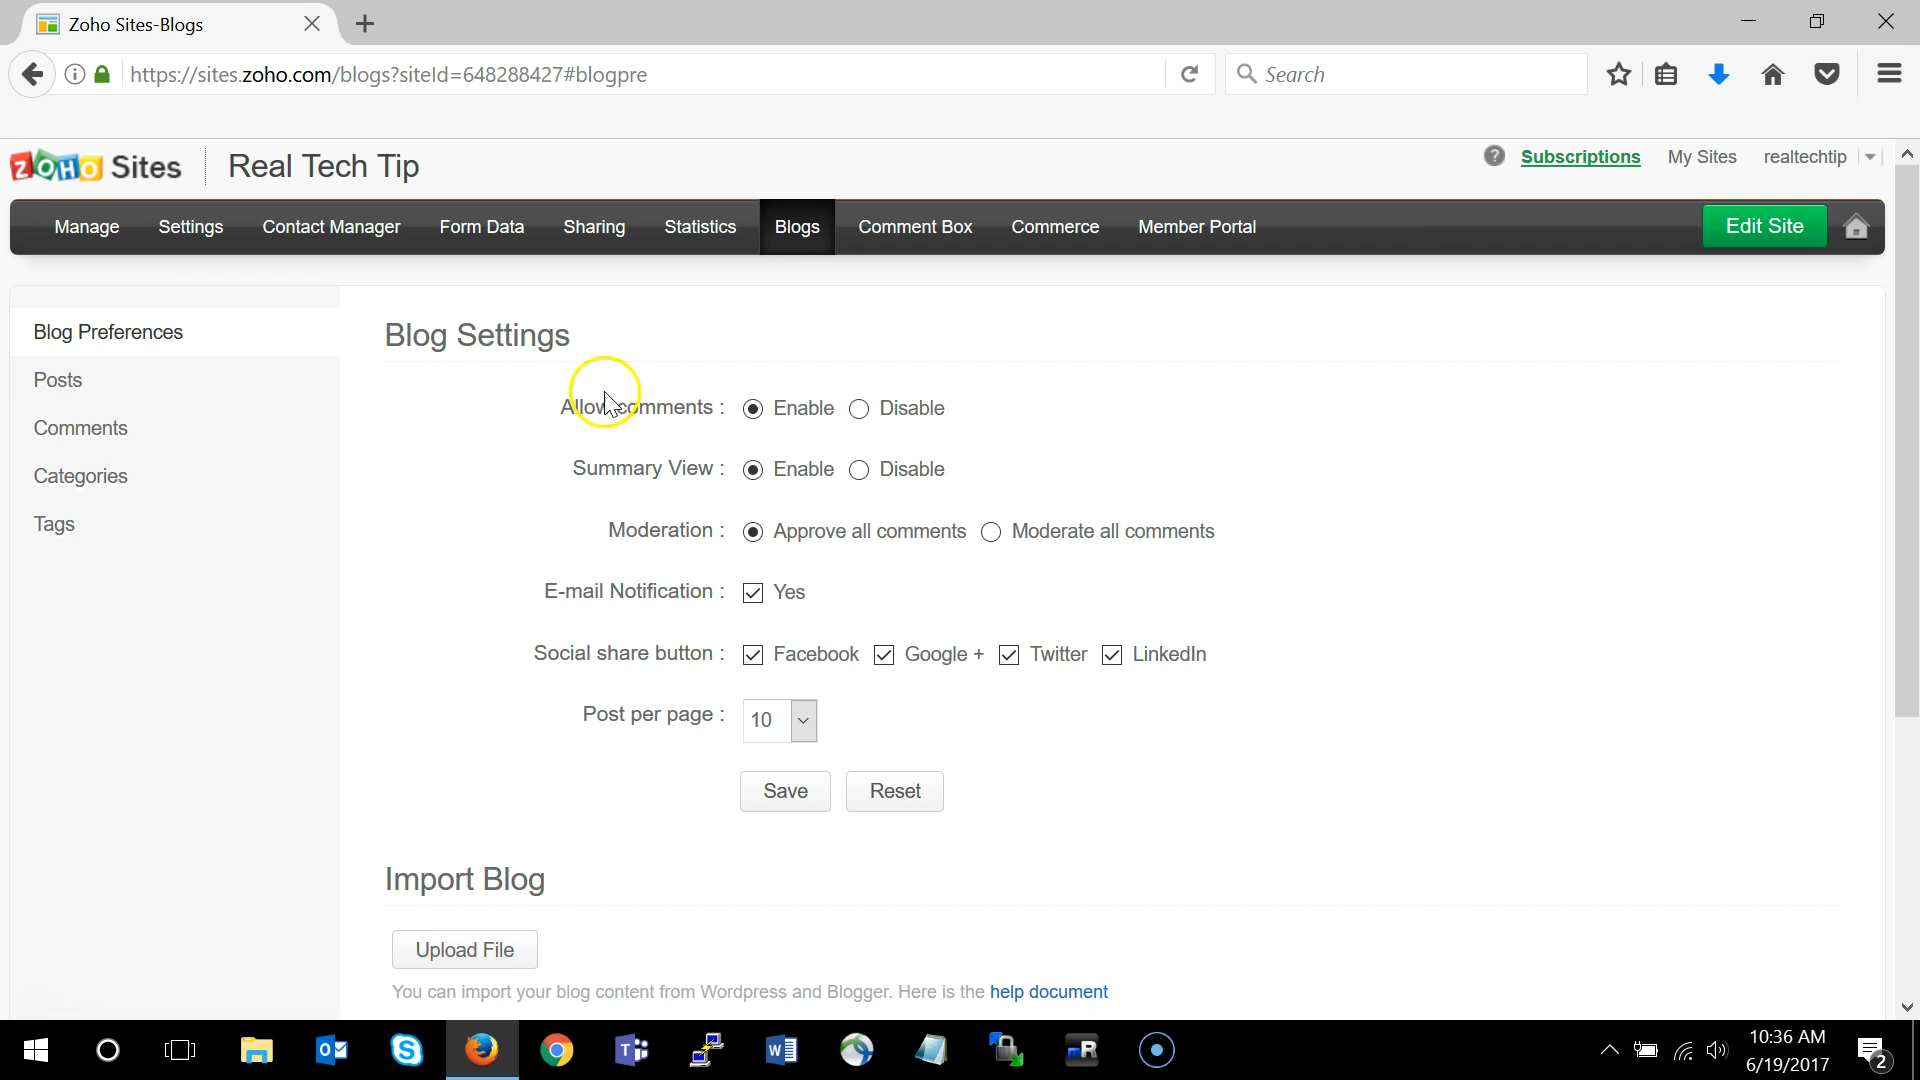 Zoho Sites-Blogs
https://sites.zoho.com/blogs?siteId=648288427#blogpre
Search
ZOHO Sites
Real Tech Tip
Subscriptions My Sites realtechtip
Manage Settings Contact Manager Form Data Sharing Statistics Blogs Comment Box Commerce Member Portal Edit Site
Blog Preferences
Posts
Comments
Categories
Tags
Blog Settings
Allow comments : Enable Disable
Summary View : Enable Disable
Moderation : Approve all comments Moderate all comments
E-mail Notification : Yes
Social share button : Facebook Google + Twitter LinkedIn
Post per page : 10
Save Reset
Import Blog
Upload File
You can import your blog content from Wordpress and Blogger. Here is the help document
10:36 AM
6/19/2017
2